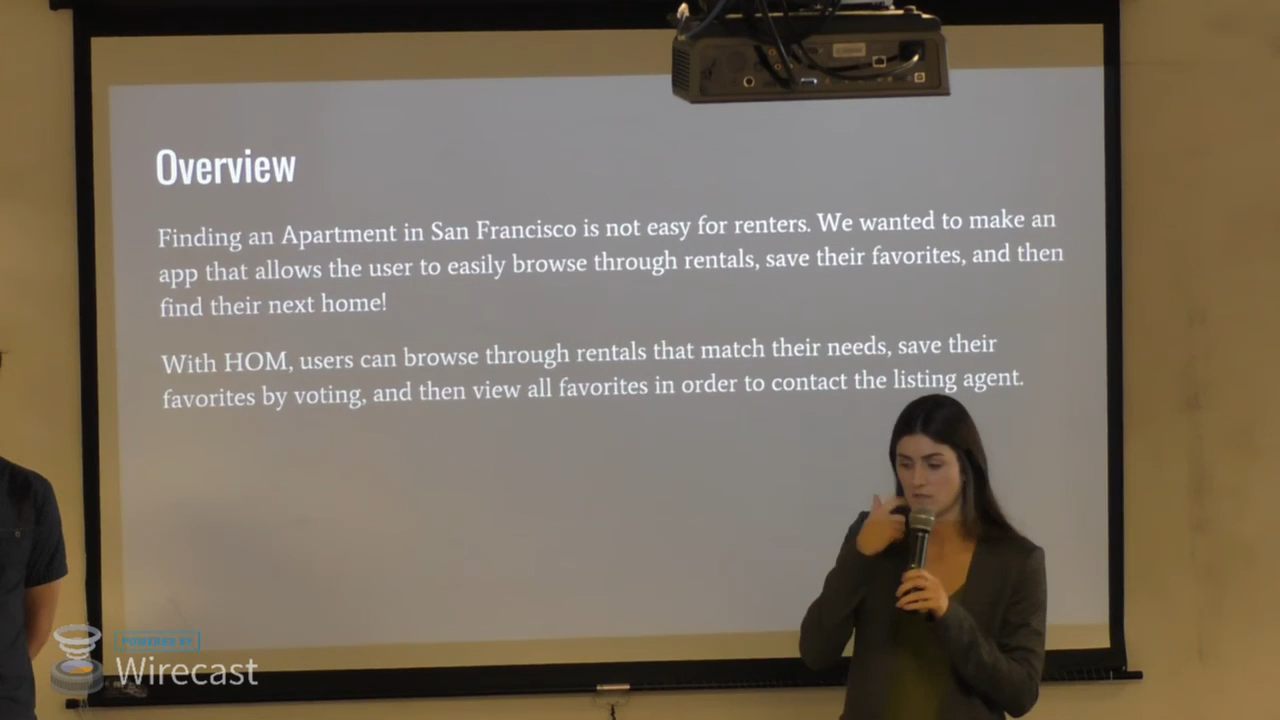 Overview
Finding an Apartment in San Francisco is not easy for renters. We wanted to make an
app that allows the user to easily browse through rentals, save their favorites, and then
find their next home!
With HOM, users can browse through rentals that match their needs, save their
favorites by voting, and then view all favorites in order to contact the listing agent.
POWERED BY
Wirecast